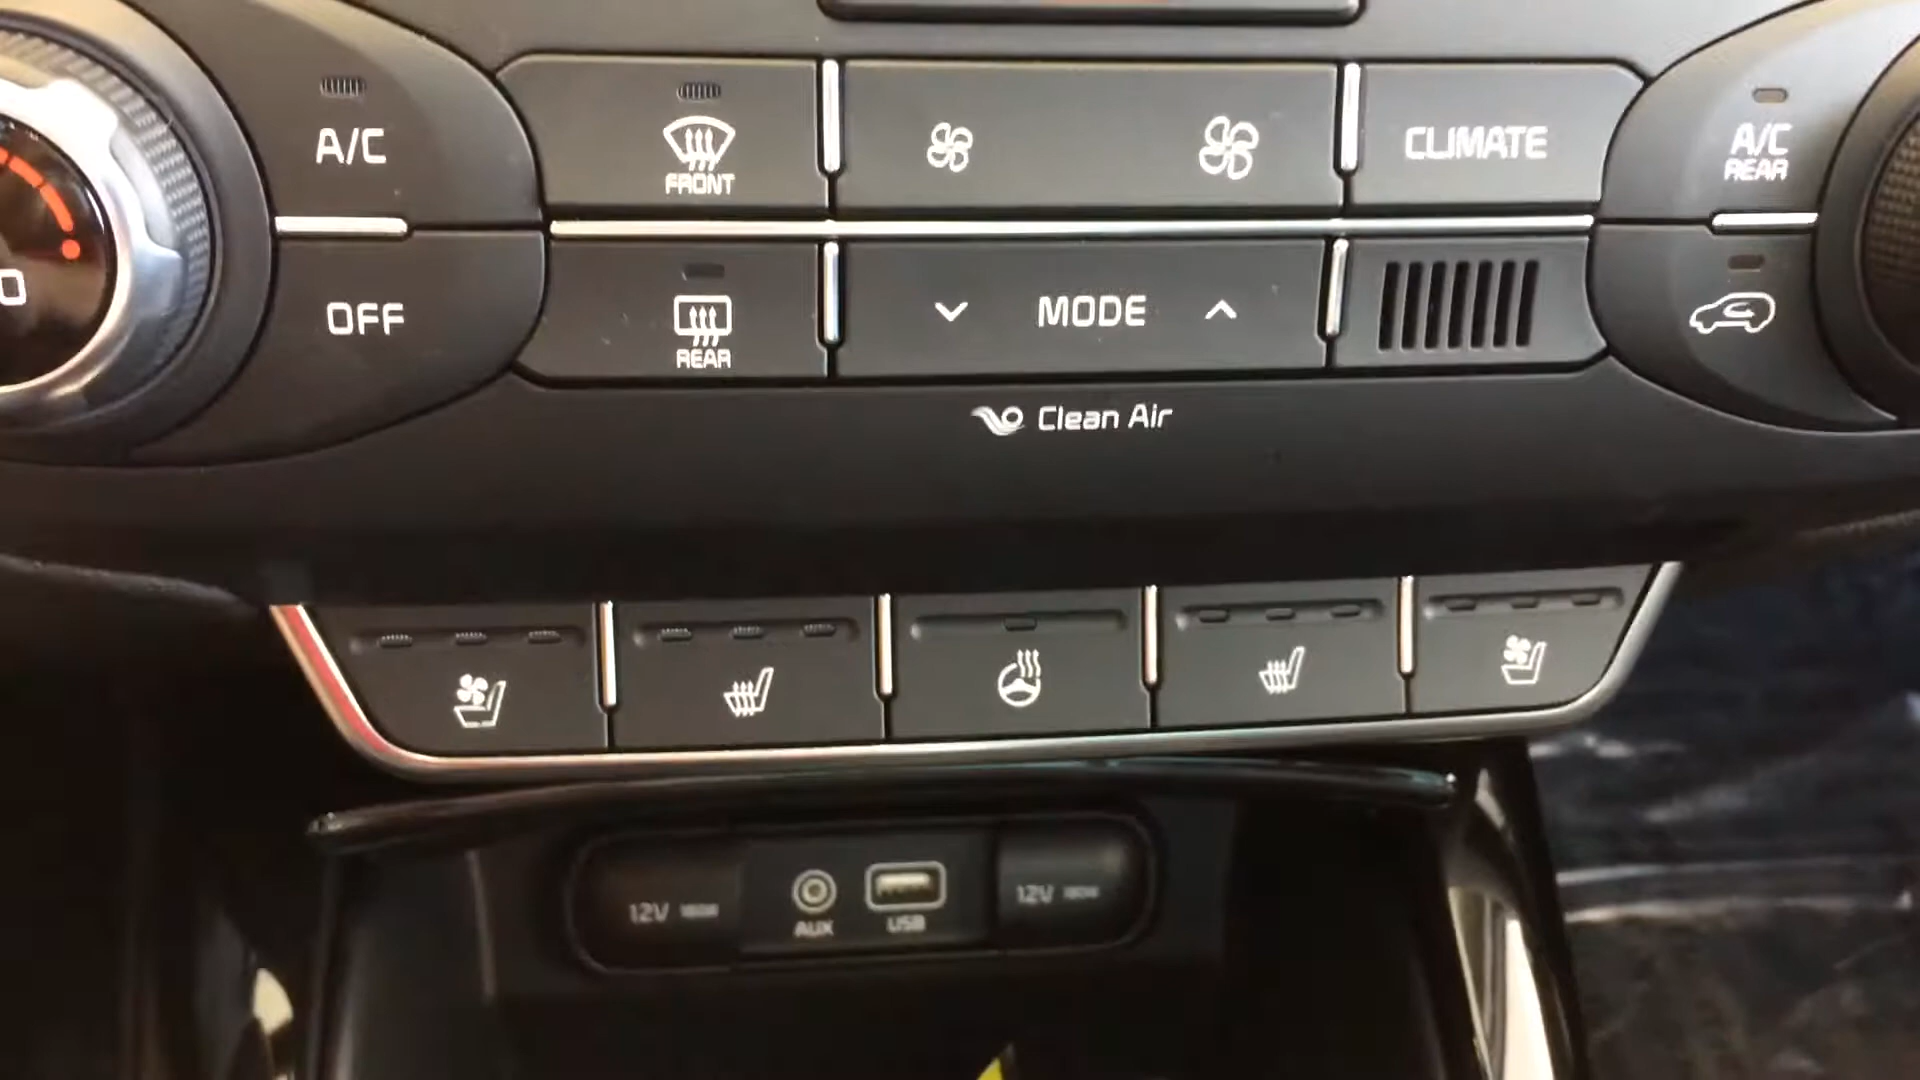 A/C
FRONT
CLIMATE
A/C
REAR
OFF
REAR
MODE
Clean Air
12V
AUX
USB
12V